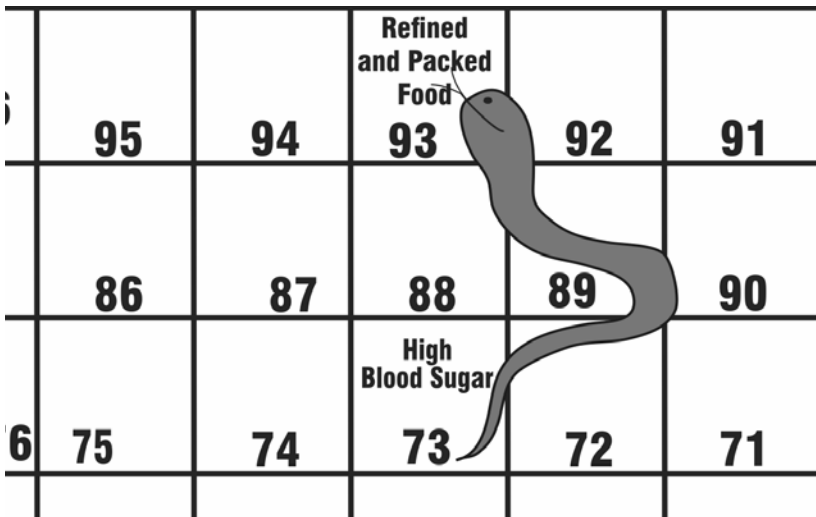 Refined
and Packed
Food
95 94 93 92 91
86 87 88 89 90
High
Blood Sugar
6 75 74 73 72 71